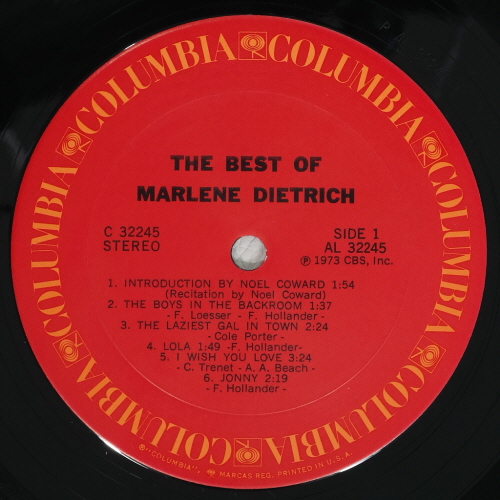 COLUMBIA COLUMBIA COLUMBIA COLUMBIA COLUMBIA COLUMBIA
THE BEST OF
MARLENE DIETRICH
C 32245
STEREO
SIDE 1
AL 32245
Ⓟ 1973 CBS, Inc.
1. INTRODUCTION BY NOEL COWARD 1:54
(Recitation by Noel Coward)
2. THE BOYS IN THE BACKROOM 1:37
- F. Loesser - F. Hollander -
3. THE LAZIEST GAL IN TOWN 2:24
- Cole Porter -
4. LOLA 1:49 -F. Hollander-
5. I WISH YOU LOVE 3:24
- C. Trenet - A. A. Beach -
6. JONNY 2:19
- F. Hollander -
"COLUMBIA", MARCAS REG. PRINTED IN U.S.A.